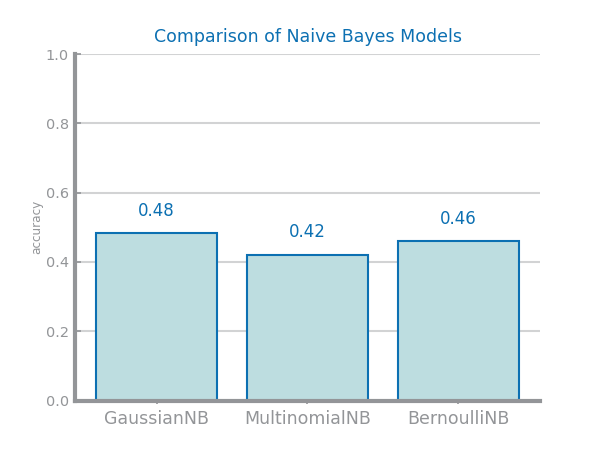 Comparison of Naive Bayes Models
1.0
0.8
0.6
0.4
0.2
0.0
accuracy
0.48
0.42
0.46
GaussianNB
MultinomialNB
BernoulliNB